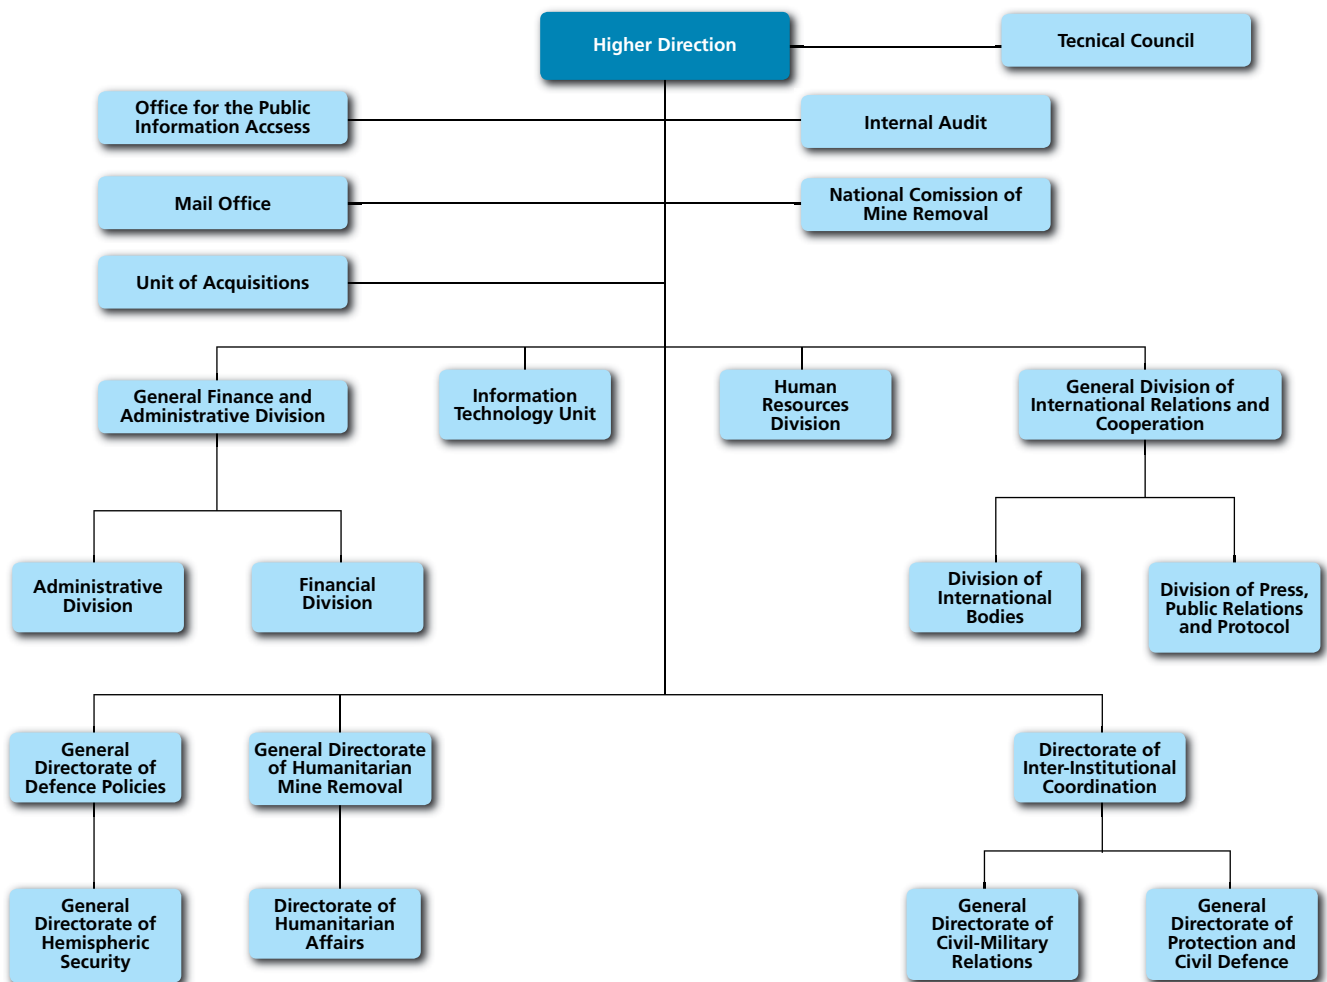 Higher Direction
Tecnical Council
Office for the Public
Information Accsess
Internal Audit
Mail Office
National Comission of
Mine Removal
Unit of Acquisitions
General Finance and
Administrative Division
Information
Technology Unit
Human
Resources
Division
General Division of
International Relations and
Cooperation
Administrative
Division
Financial
Division
Division of
International
Bodies
Division of Press,
Public Relations
and Protocol
General
Directorate of
Defence Policies
General Directorate
of Humanitarian
Mine Removal
Directorate of
Inter-Institutional
Coordination
General
Directorate of
Hemispheric
Security
Directorate of
Humanitarian
Affairs
General
Directorate of
Civil-Military
Relations
General
Directorate of
Protection and
Civil Defence